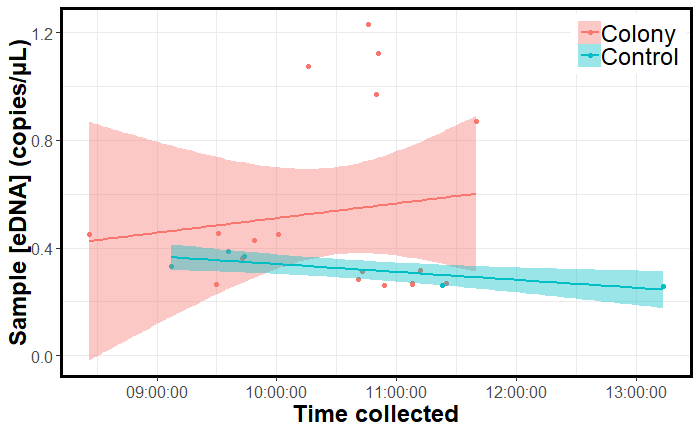 Sample [eDNA] (copies/µL)
1.2
0.8
0.4
0.0
Colony
Control
09:00:00 10:00:00 11:00:00 12:00:00 13:00:00
Time collected